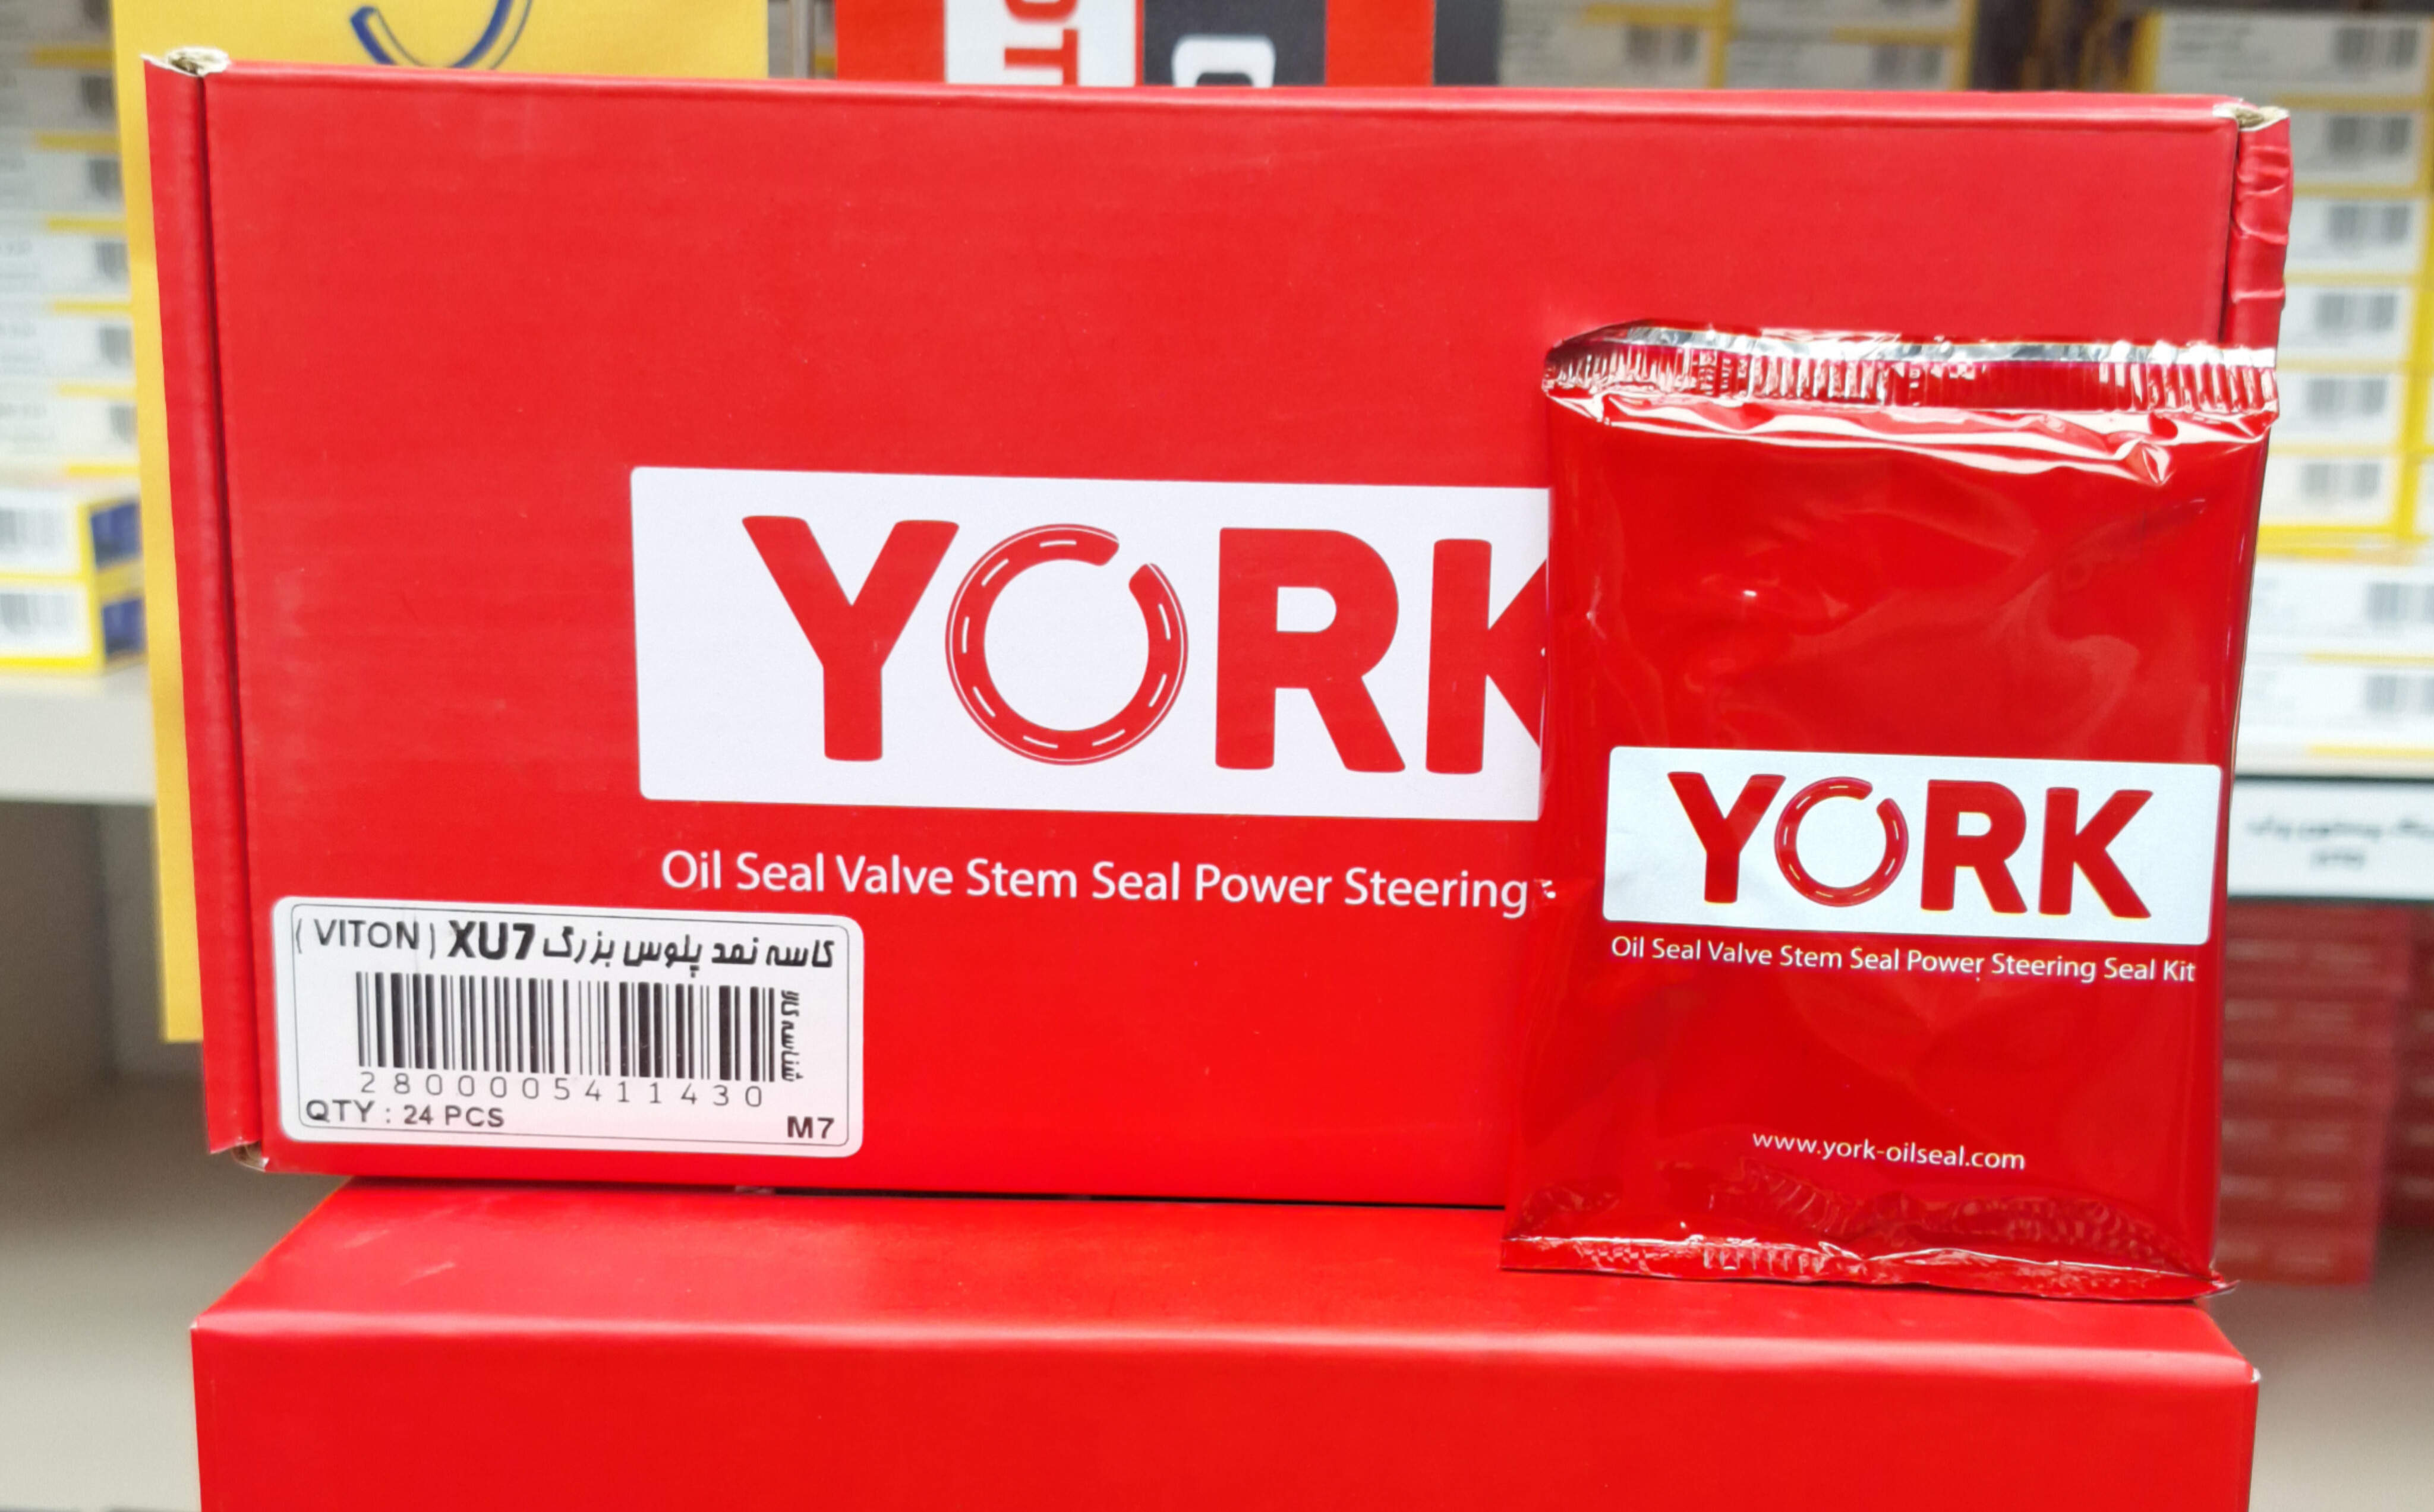 OT
YORK
Oil Seal Valve Stem Seal Power Steering
کاسه نمد پلوس بزرگ XU7 ( VITON )
شناسه کالا
2800005411430
QTY : 24 PCS
M7
YORK
Oil Seal Valve Stem Seal Power Steering Seal Kit
www.york-oilseal.com